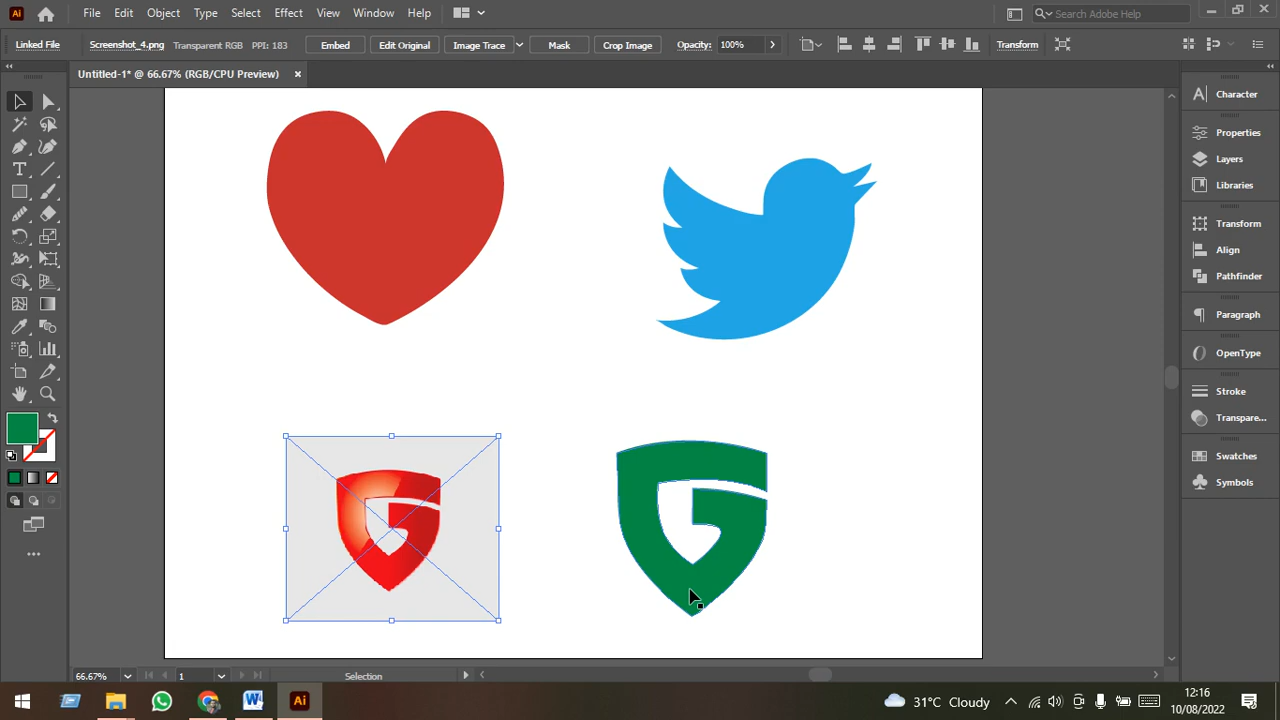 Ai File Edit Object Type Select Effect View Window Help Search Adobe Help
Linked File Screenshot_4.png Transparent RGB PPI: 183 Embed Edit Original Image Trace Mask Crop Image Opacity: 100% Transform
Untitled-1* @ 66.67% (RGB/CPU Preview)
Character
Properties
Layers
Libraries
Transform
Align
Pathfinder
Paragraph
OpenType
Stroke
Transpare...
Swatches
Symbols
66.67% 1 Selection
W Ai 31°C Cloudy 12:16
10/08/2022